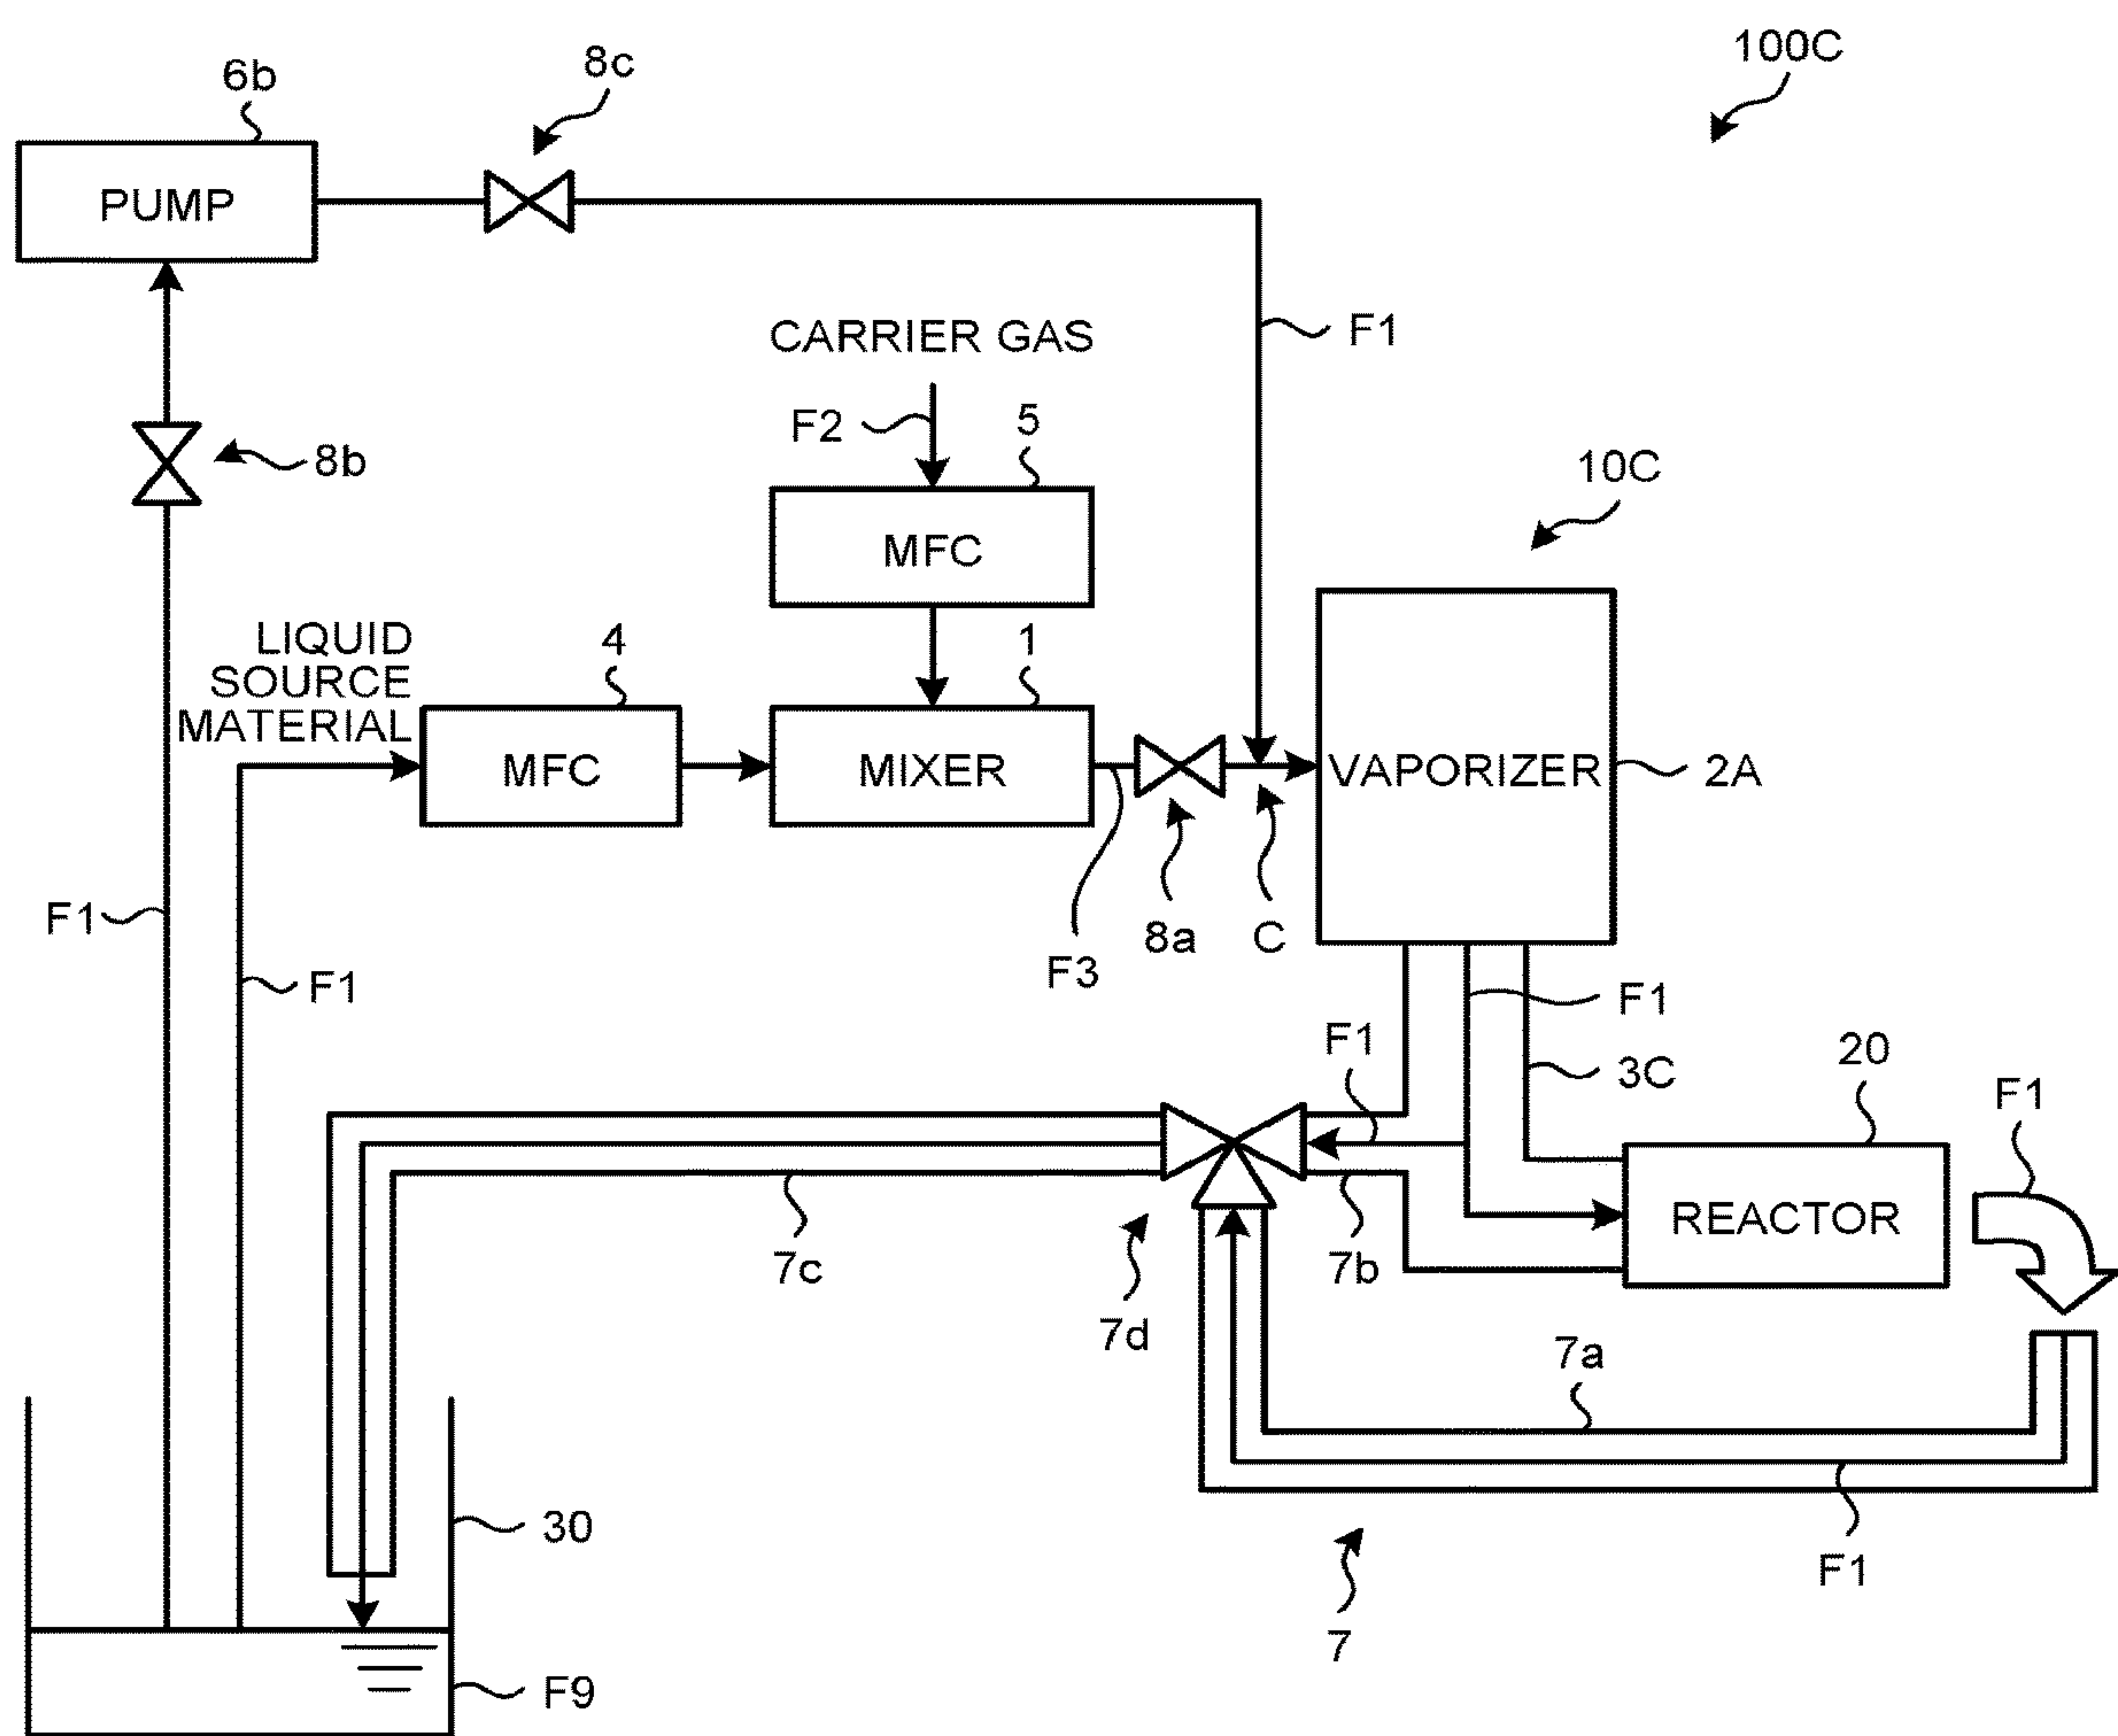 100C
8c
6b
PUMP
CARRIER GAS
F1
F2
5
8b
10C
MFC
LIQUID
SOURCE
MATERIAL
4
1
MFC
MIXER
VAPORIZER
2A
F1
8a
C
F3
F1
F1
F1
3C
20
F1
REACTOR
7c
7b
7d
7a
30
F1
7
F9